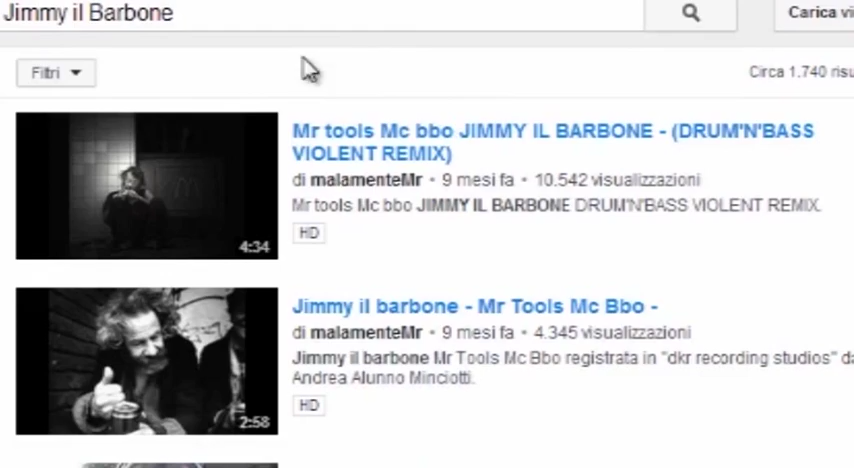 Jimmy il Barbone
Carica vi
Filtri
Circa 1.740 risu
Mr tools Mc bbo JIMMY IL BARBONE - (DRUM'N'BASS
VIOLENT REMIX)
di malamenteMr • 9 mesi fa • 10.542 visualizzazioni
Mr tools Mc bbo JIMMY IL BARBONE DRUM'N'BASS VIOLENT REMIX.
HD
4:34
Jimmy il barbone - Mr Tools Mc Bbo -
di malamenteMr • 9 mesi fa • 4.345 visualizzazioni
Jimmy il barbone Mr Tools Mc Bbo registrata in "dkr recording studios" da
Andrea Alunno Minciotti.
HD
2:58